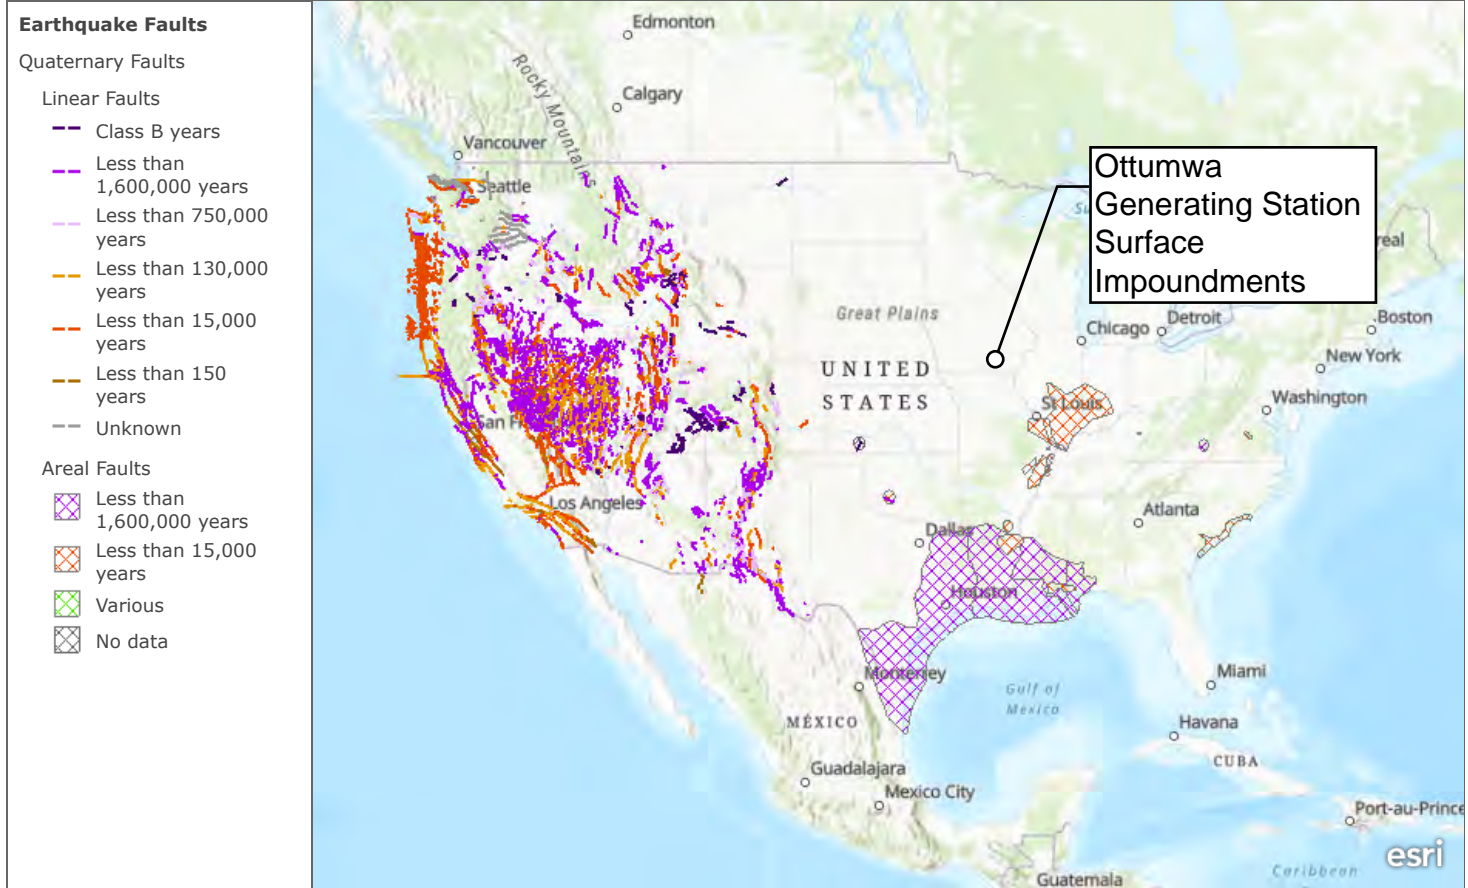 Earthquake Faults
Quaternary Faults
Linear Faults
Class B years
Less than
1,600,000 years
Less than 750,000
years
Less than 130,000
years
Less than 15,000
years
Less than 150
years
Unknown
Areal Faults
Less than
1,600,000 years
Less than 15,000
years
Various
No data
Edmonton
Rocky Mountains
Calgary
Vancouver
Seattle
Ottumwa
Generating Station
Surface
Impoundments
real
Great Plains
Chicago
Detroit
Boston
New York
UNITED
STATES
Washington
St Louis
San F
Los Angeles
Atlanta
Dallas
Houston
Monterrey
Gulf of
Mexico
Miami
MÉXICO
Havana
CUBA
Guadalajara
Mexico City
Port-au-Prince
esri
Caribbean
Guatemala